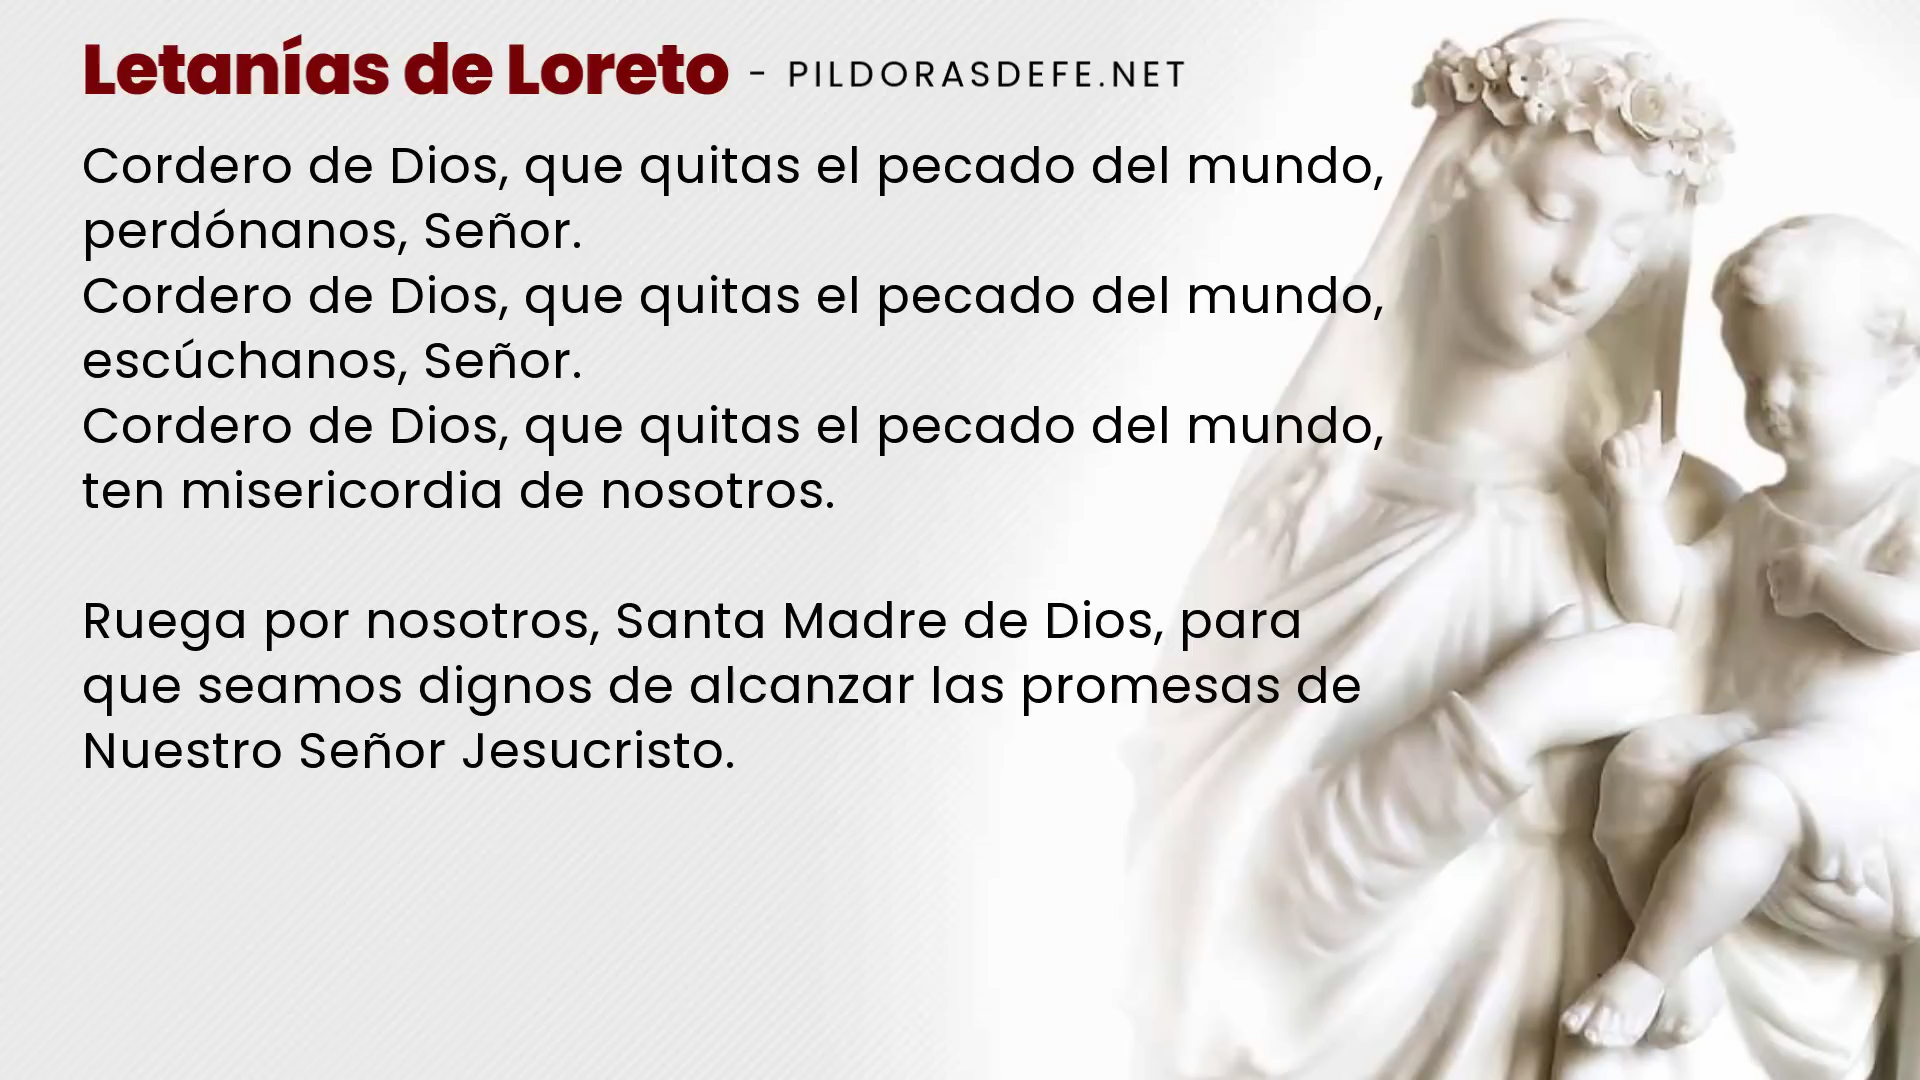 Letanías de Loreto - PILDORASDEFE.NET
Cordero de Dios, que quitas el pecado del mundo,
perdónanos, Señor.
Cordero de Dios, que quitas el pecado del mundo,
escúchanos, Señor.
Cordero de Dios, que quitas el pecado del mundo,
ten misericordia de nosotros.
Ruega por nosotros, Santa Madre de Dios, para
que seamos dignos de alcanzar las promesas de
Nuestro Señor Jesucristo.